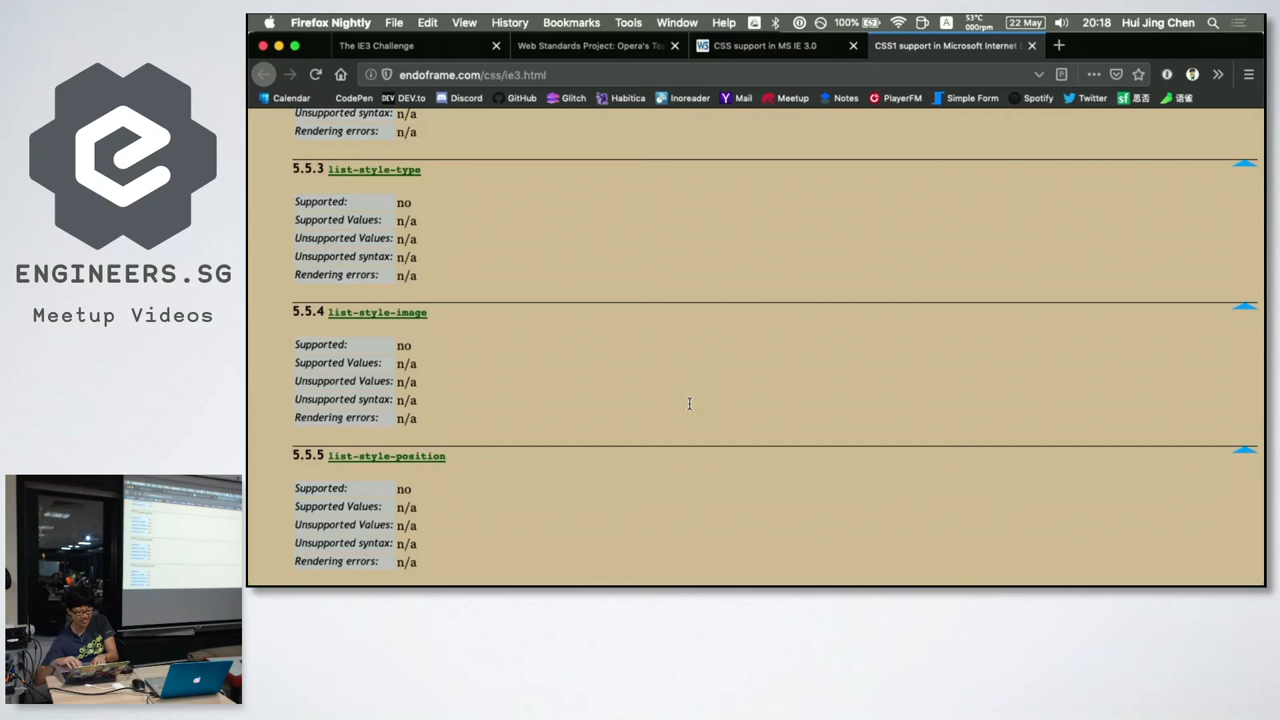 Firefox Nightly File Edit View History Bookmarks Tools Window Help 100% A 53°C 000rpm 22 May 20:18 Hui Jing Chen
The IE3 Challenge Web Standards Project: Opera's To CSS support in MS IE 3.0 CSS1 support in Microsoft Internet
endoframe.com/css/ie3.html
Calendar CodePen DEV.to Discord GitHub Glitch Habitica Inoreader Mail Meetup Notes PlayerFM Simple Form Spotify Twitter 思否 语雀
Unsupported syntax: n/a
Rendering errors: n/a
5.5.3 list-style-type
Supported: no
Supported Values: n/a
Unsupported Values: n/a
Unsupported syntax: n/a
Rendering errors: n/a
5.5.4 list-style-image
Supported: no
Supported Values: n/a
Unsupported Values: n/a
Unsupported syntax: n/a
Rendering errors: n/a
5.5.5 list-style-position
Supported: no
Supported Values: n/a
Unsupported Values: n/a
Unsupported syntax: n/a
Rendering errors: n/a
ENGINEERS.SG
Meetup Videos